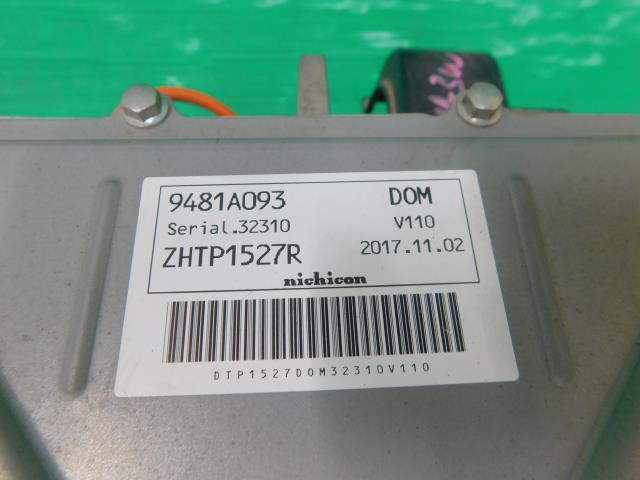 9481A093 DOM
Serial.32310 V110
ZHTP1527R 2017.11.02
nichicon
DTP1527DOM32310V110